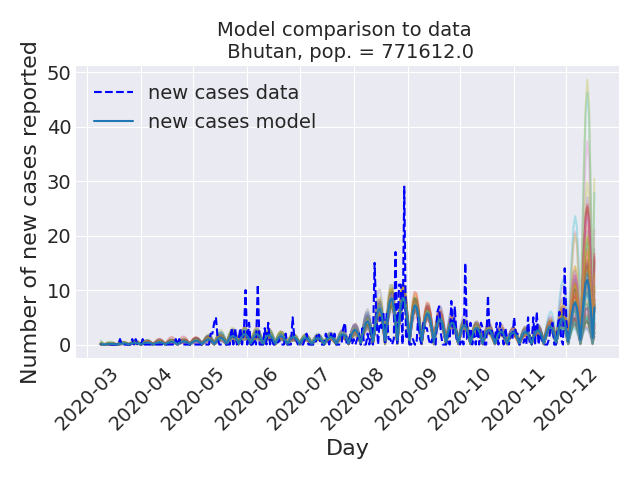 Model comparison to data
Bhutan, pop. = 771612.0
Number of new cases reported
50
40
30
20
10
0
new cases data
new cases model
2020-03
2020-04
2020-05
2020-06
2020-07
2020-08
2020-09
2020-10
2020-11
2020-12
Day